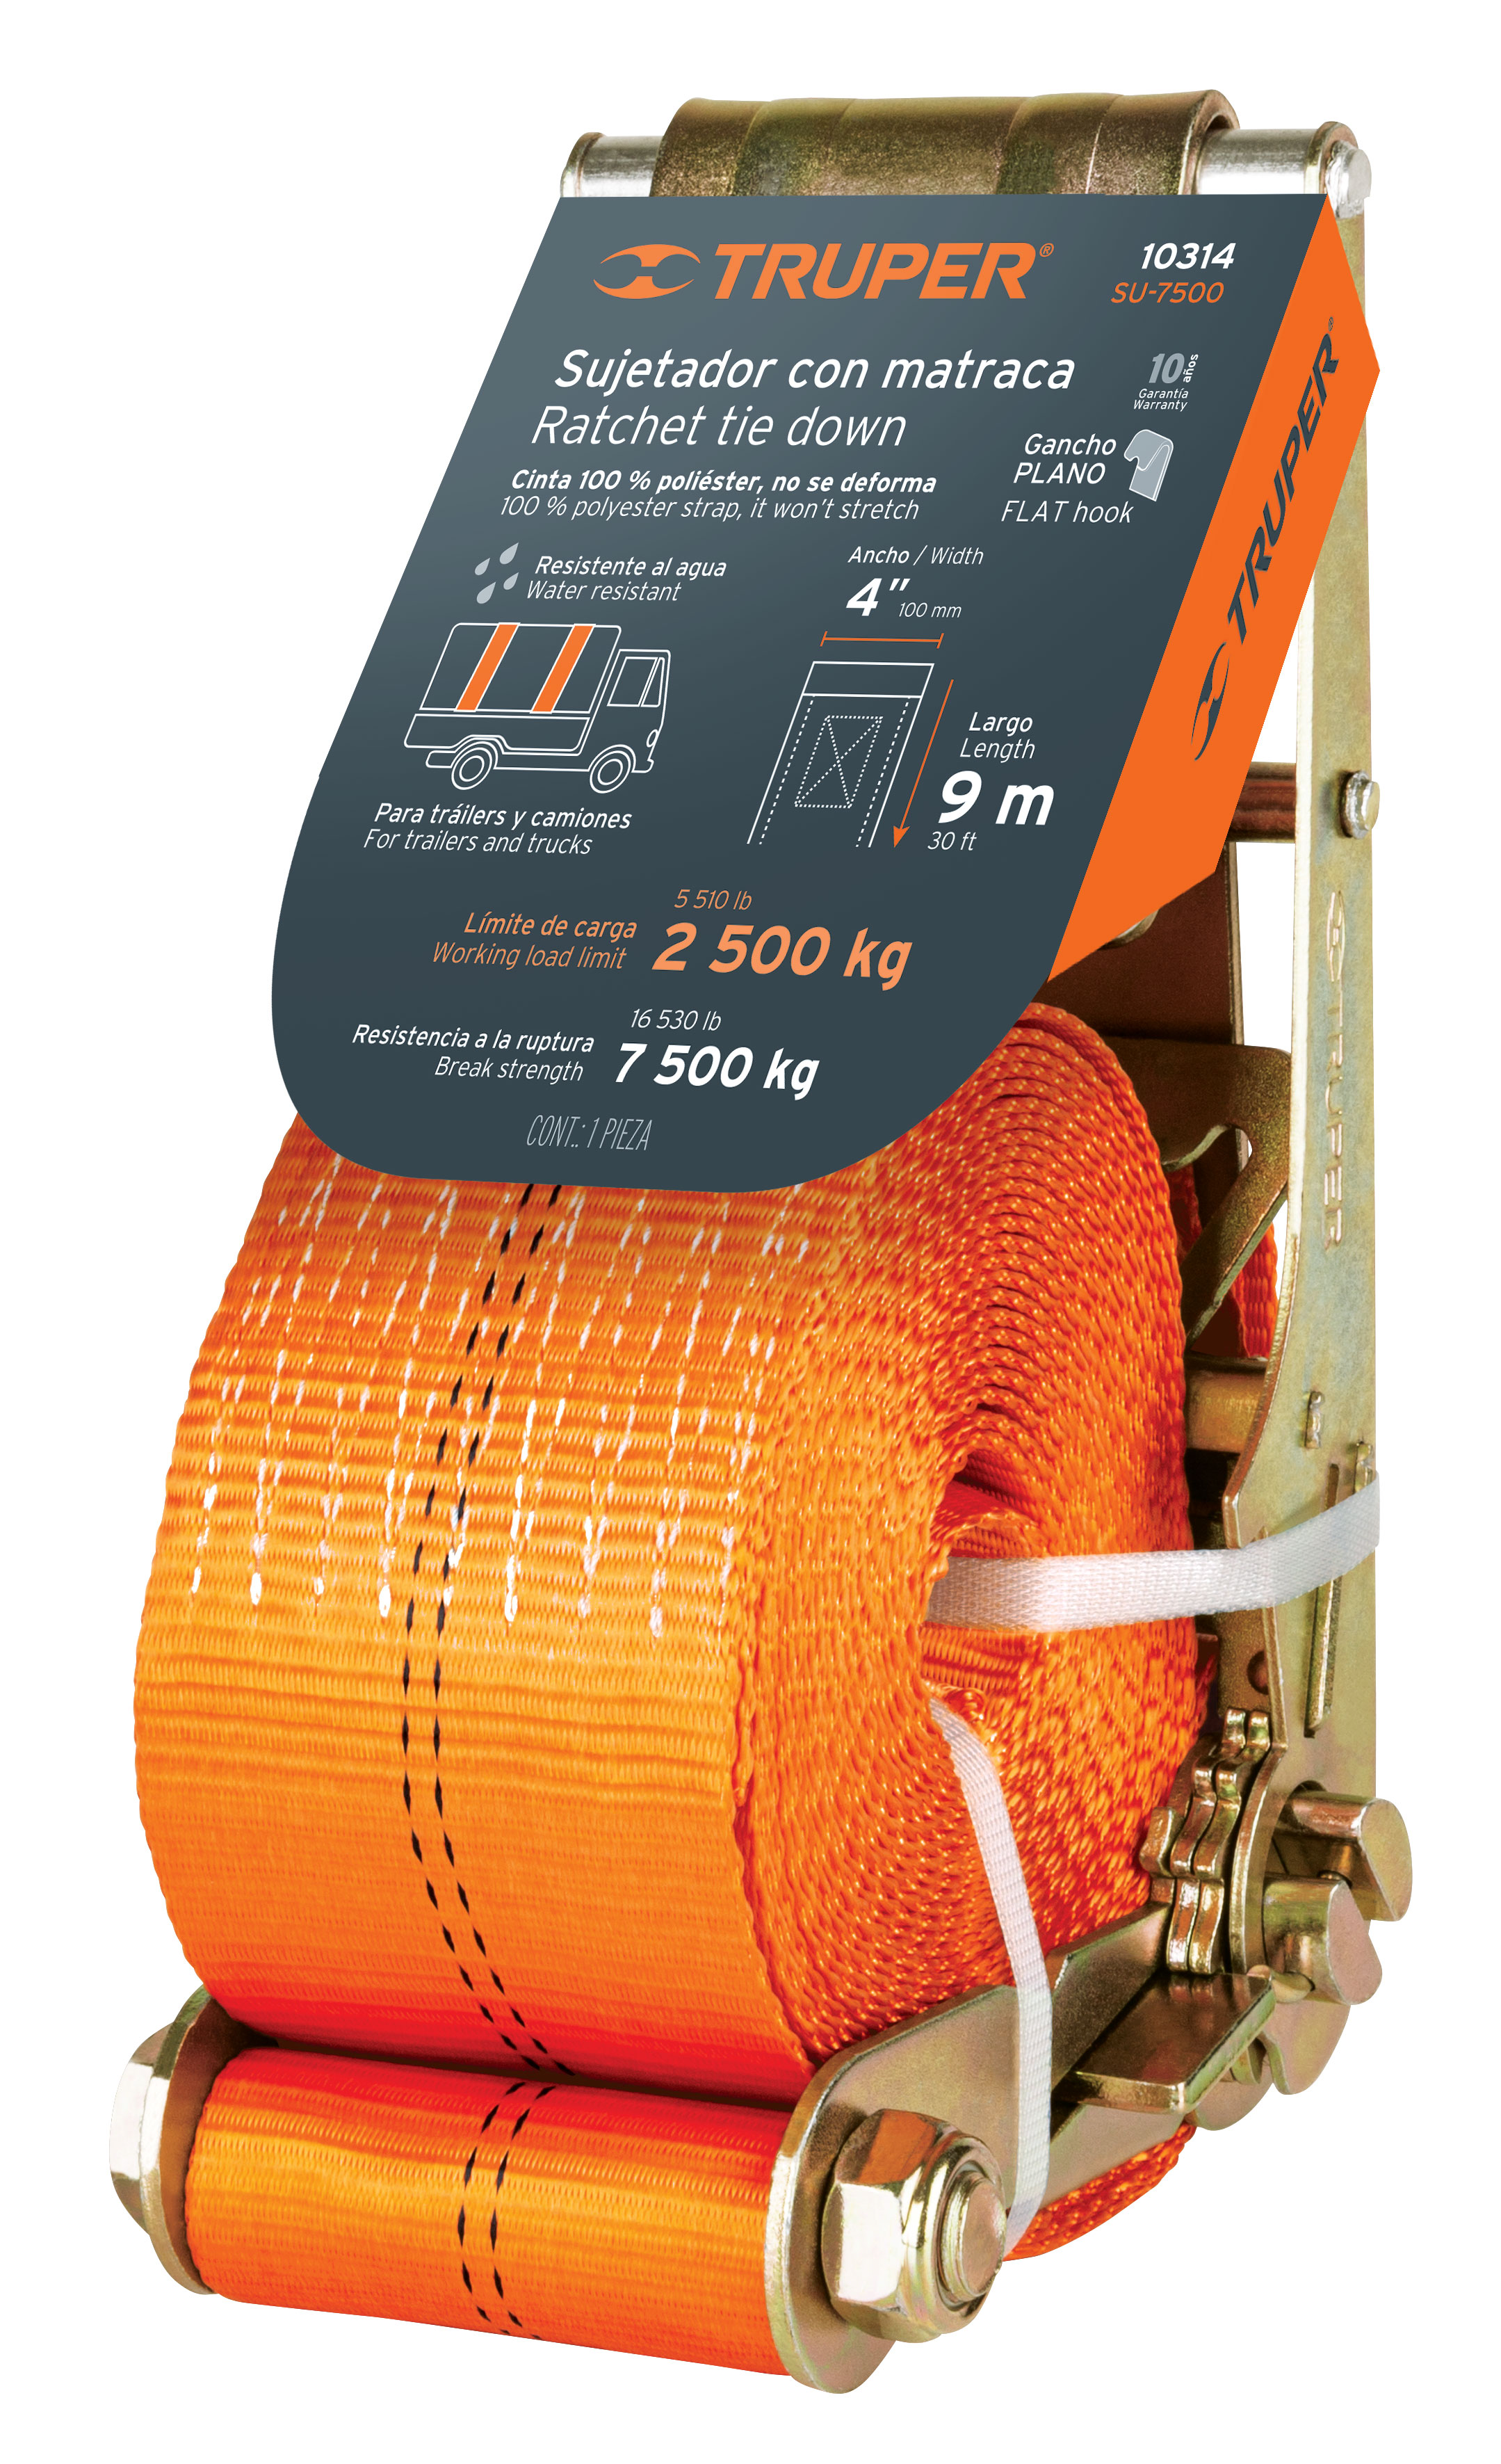 TRUPER®
10314
SU-7500
Sujetador con matraca
Ratchet tie down
10 años
Garantía
Warranty
Cinta 100 % poliéster, no se deforma
100 % polyester strap, it won't stretch
Gancho
PLANO
FLAT hook
Resistente al agua
Water resistant
Ancho / Width
4" 100 mm
Largo
Length
9 m
30 ft
Para tráilers y camiones
For trailers and trucks
5 510 lb
Límite de carga
Working load limit
2 500 kg
16 530 lb
Resistencia a la ruptura
Break strength
7 500 kg
CONT.: 1 PIEZA
TRUPER®
TRUPER